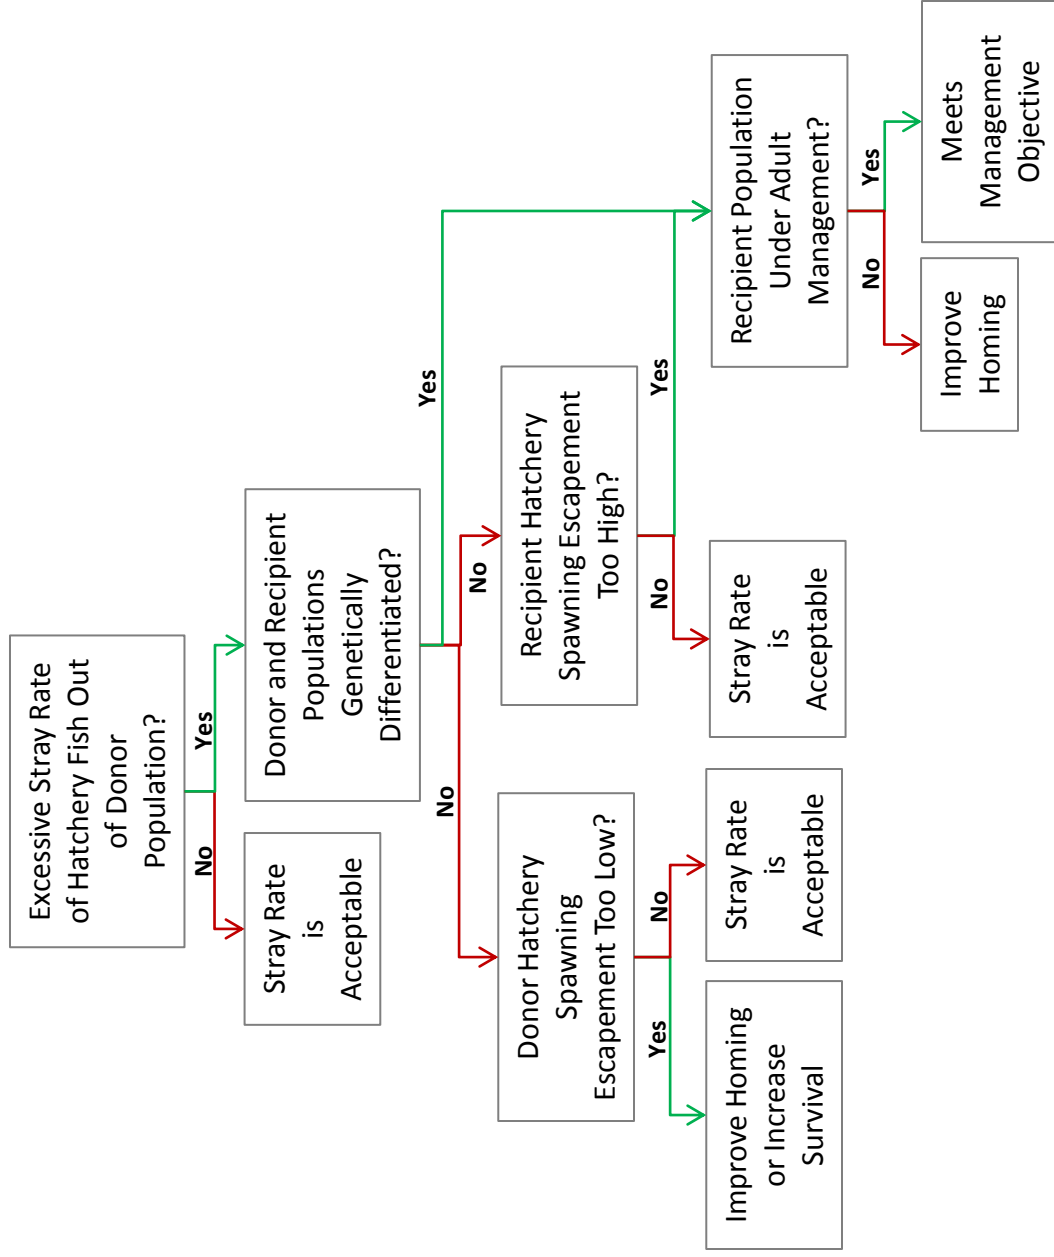 Excessive Stray Rate
of Hatchery Fish Out
of Donor
Population?
No
Yes
Stray Rate
is
Acceptable
Donor and Recipient
Populations
Genetically
Differentiated?
No
No
Yes
Donor Hatchery
Spawning
Escapement Too Low?
Recipient Hatchery
Spawning Escapement
Too High?
Yes
No
No
Yes
Improve Homing
or Increase
Survival
Stray Rate
is
Acceptable
Stray Rate
is
Acceptable
Recipient Population
Under Adult
Management?
No
Yes
Improve
Homing
Meets
Management
Objective